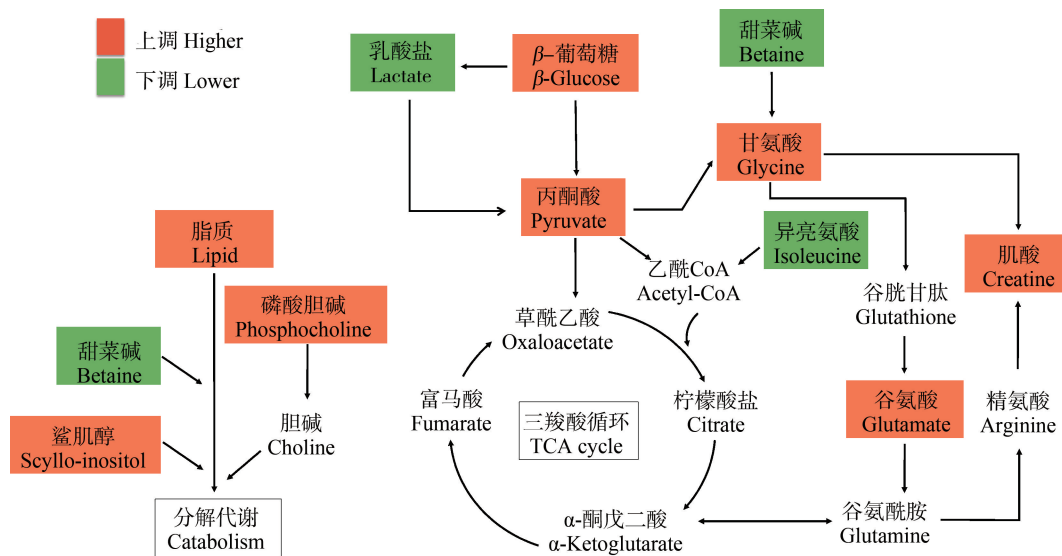 上调 Higher
下调 Lower
乳酸盐
Lactate
β-葡萄糖
β-Glucose
甜菜碱
Betaine
甘氨酸
Glycine
丙酮酸
Pyruvate
异亮氨酸
Isoleucine
肌酸
Creatine
脂质
Lipid
乙酰CoA
Acetyl-CoA
谷胱甘肽
Glutathione
磷酸胆碱
Phosphocholine
草酰乙酸
Oxaloacetate
甜菜碱
Betaine
富马酸
Fumarate
三羧酸循环
TCA cycle
柠檬酸盐
Citrate
谷氨酸
Glutamate
精氨酸
Arginine
鲨肌醇
Scyllo-inositol
胆碱
Choline
分解代谢
Catabolism
α-酮戊二酸
α-Ketoglutarate
谷氨酰胺
Glutamine